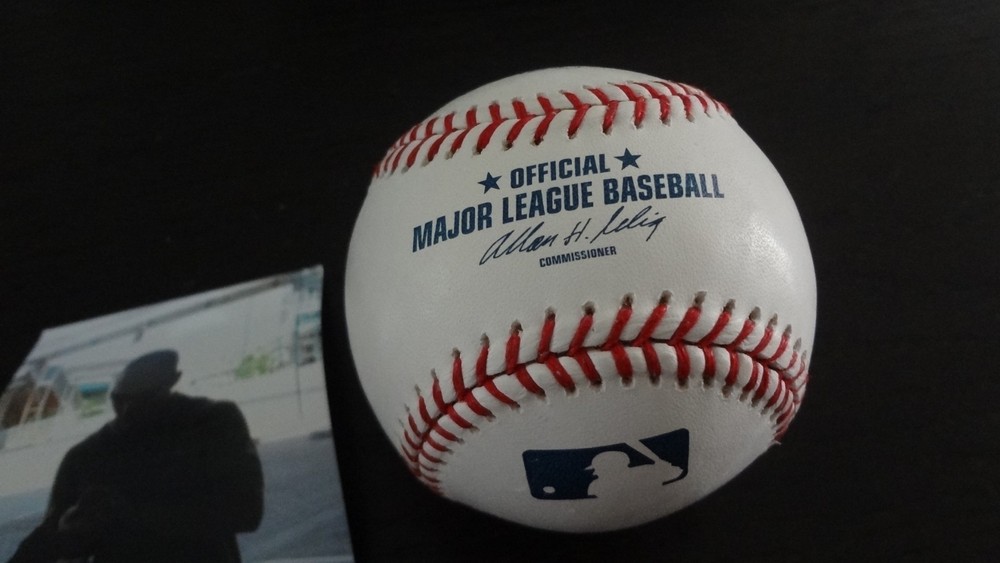 ★ OFFICIAL ★
MAJOR LEAGUE BASEBALL
Allan H. Selig
COMMISSIONER